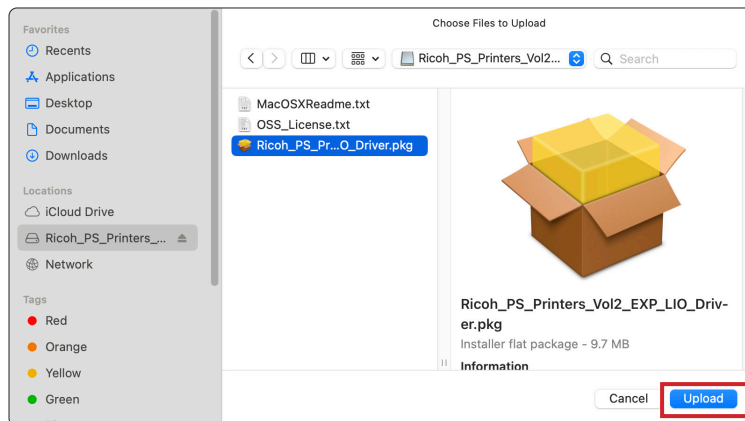 Choose Files to Upload
Favorites
Recents
Applications
Desktop
Documents
Downloads
Locations
iCloud Drive
Ricoh_PS_Printers_...
Network
Tags
Red
Orange
Yellow
Green
Ricoh_PS_Printers_Vol2...
Search
MacOSXReadme.txt
OSS_License.txt
Ricoh_PS_Pr...O_Driver.pkg
Ricoh_PS_Printers_Vol2_EXP_LIO_Driv-
er.pkg
Installer flat package - 9.7 MB
Information
Cancel
Upload